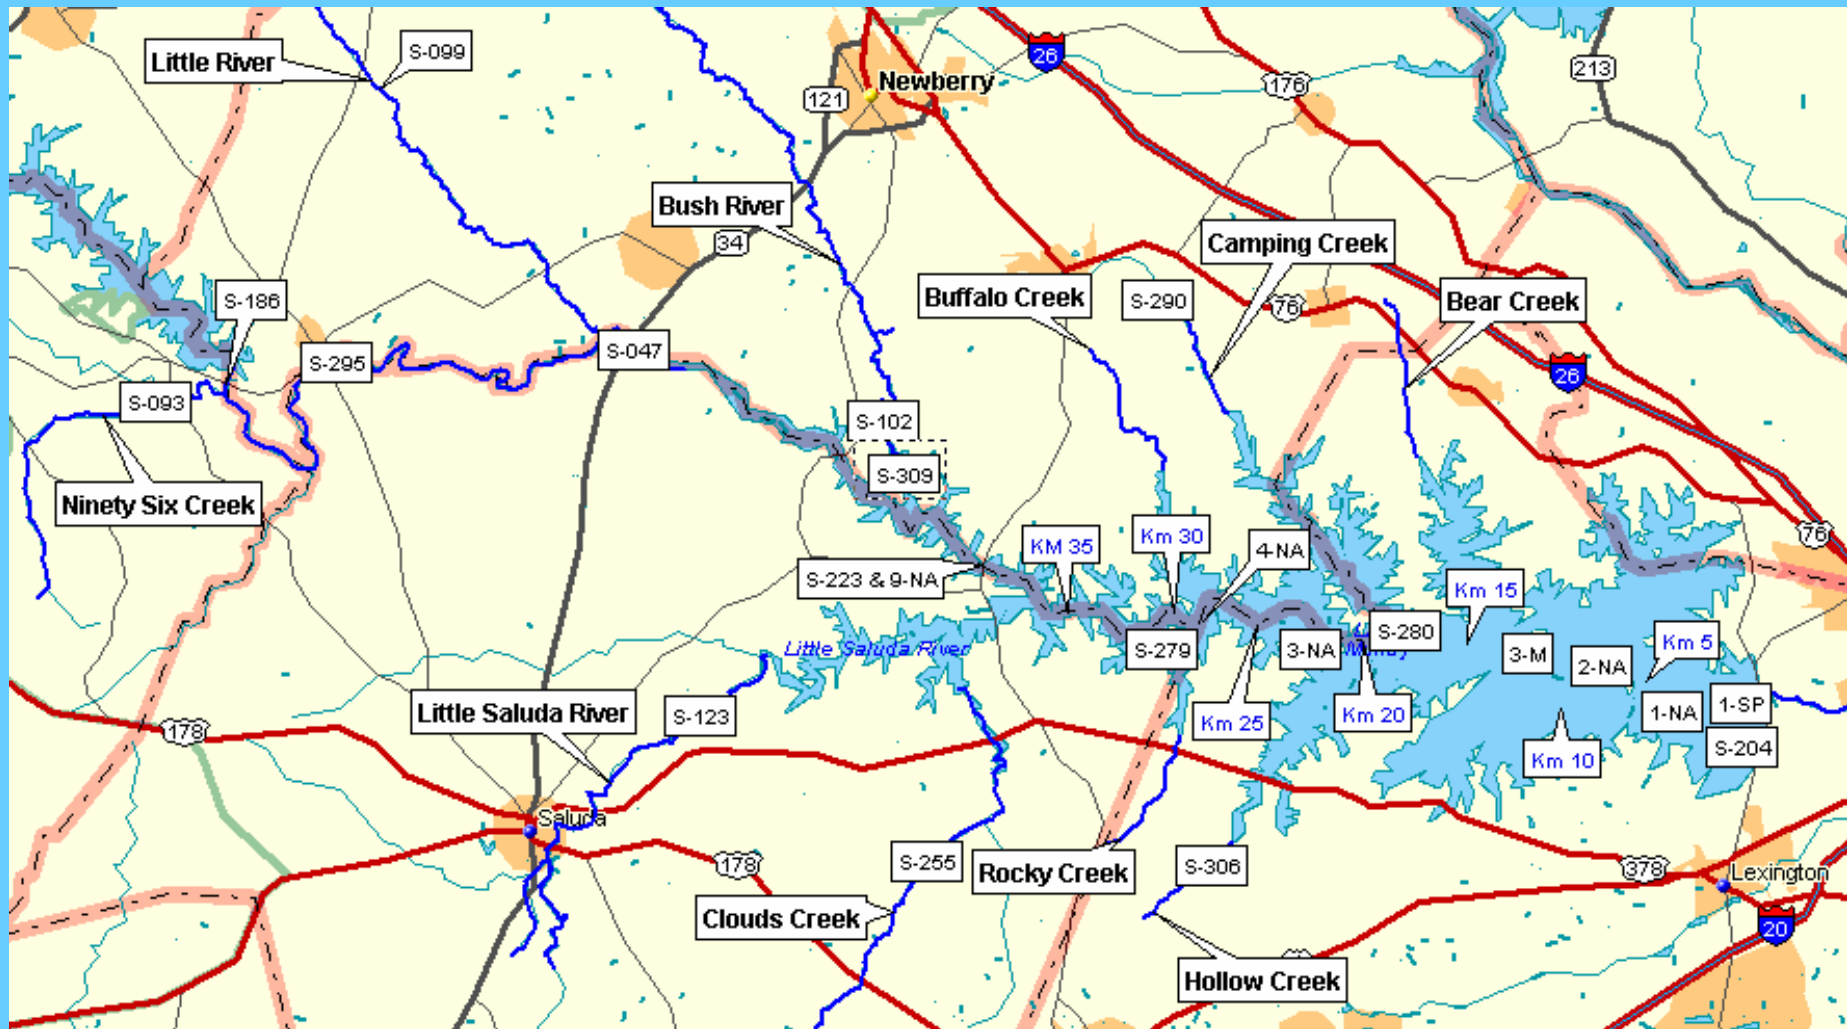 Little River
S-099
26
Newberry
121
176
213
Bush River
34
Camping Creek
Buffalo Creek
S-290
76
Bear Creek
S-186
S-295
S-047
26
S-093
S-102
S-309
Ninety Six Creek
KM 35
Km 30
4-NA
76
S-223 & 9-NA
Km 15
Little Saluda River
S-279
3-NA
S-280
3-M
2-NA
Km 5
Little Saluda River
S-123
Km 25
Km 20
1-NA
1-SP
178
Km 10
S-204
Saluda
178
S-255
Rocky Creek
S-306
378
Lexington
Clouds Creek
20
Hollow Creek